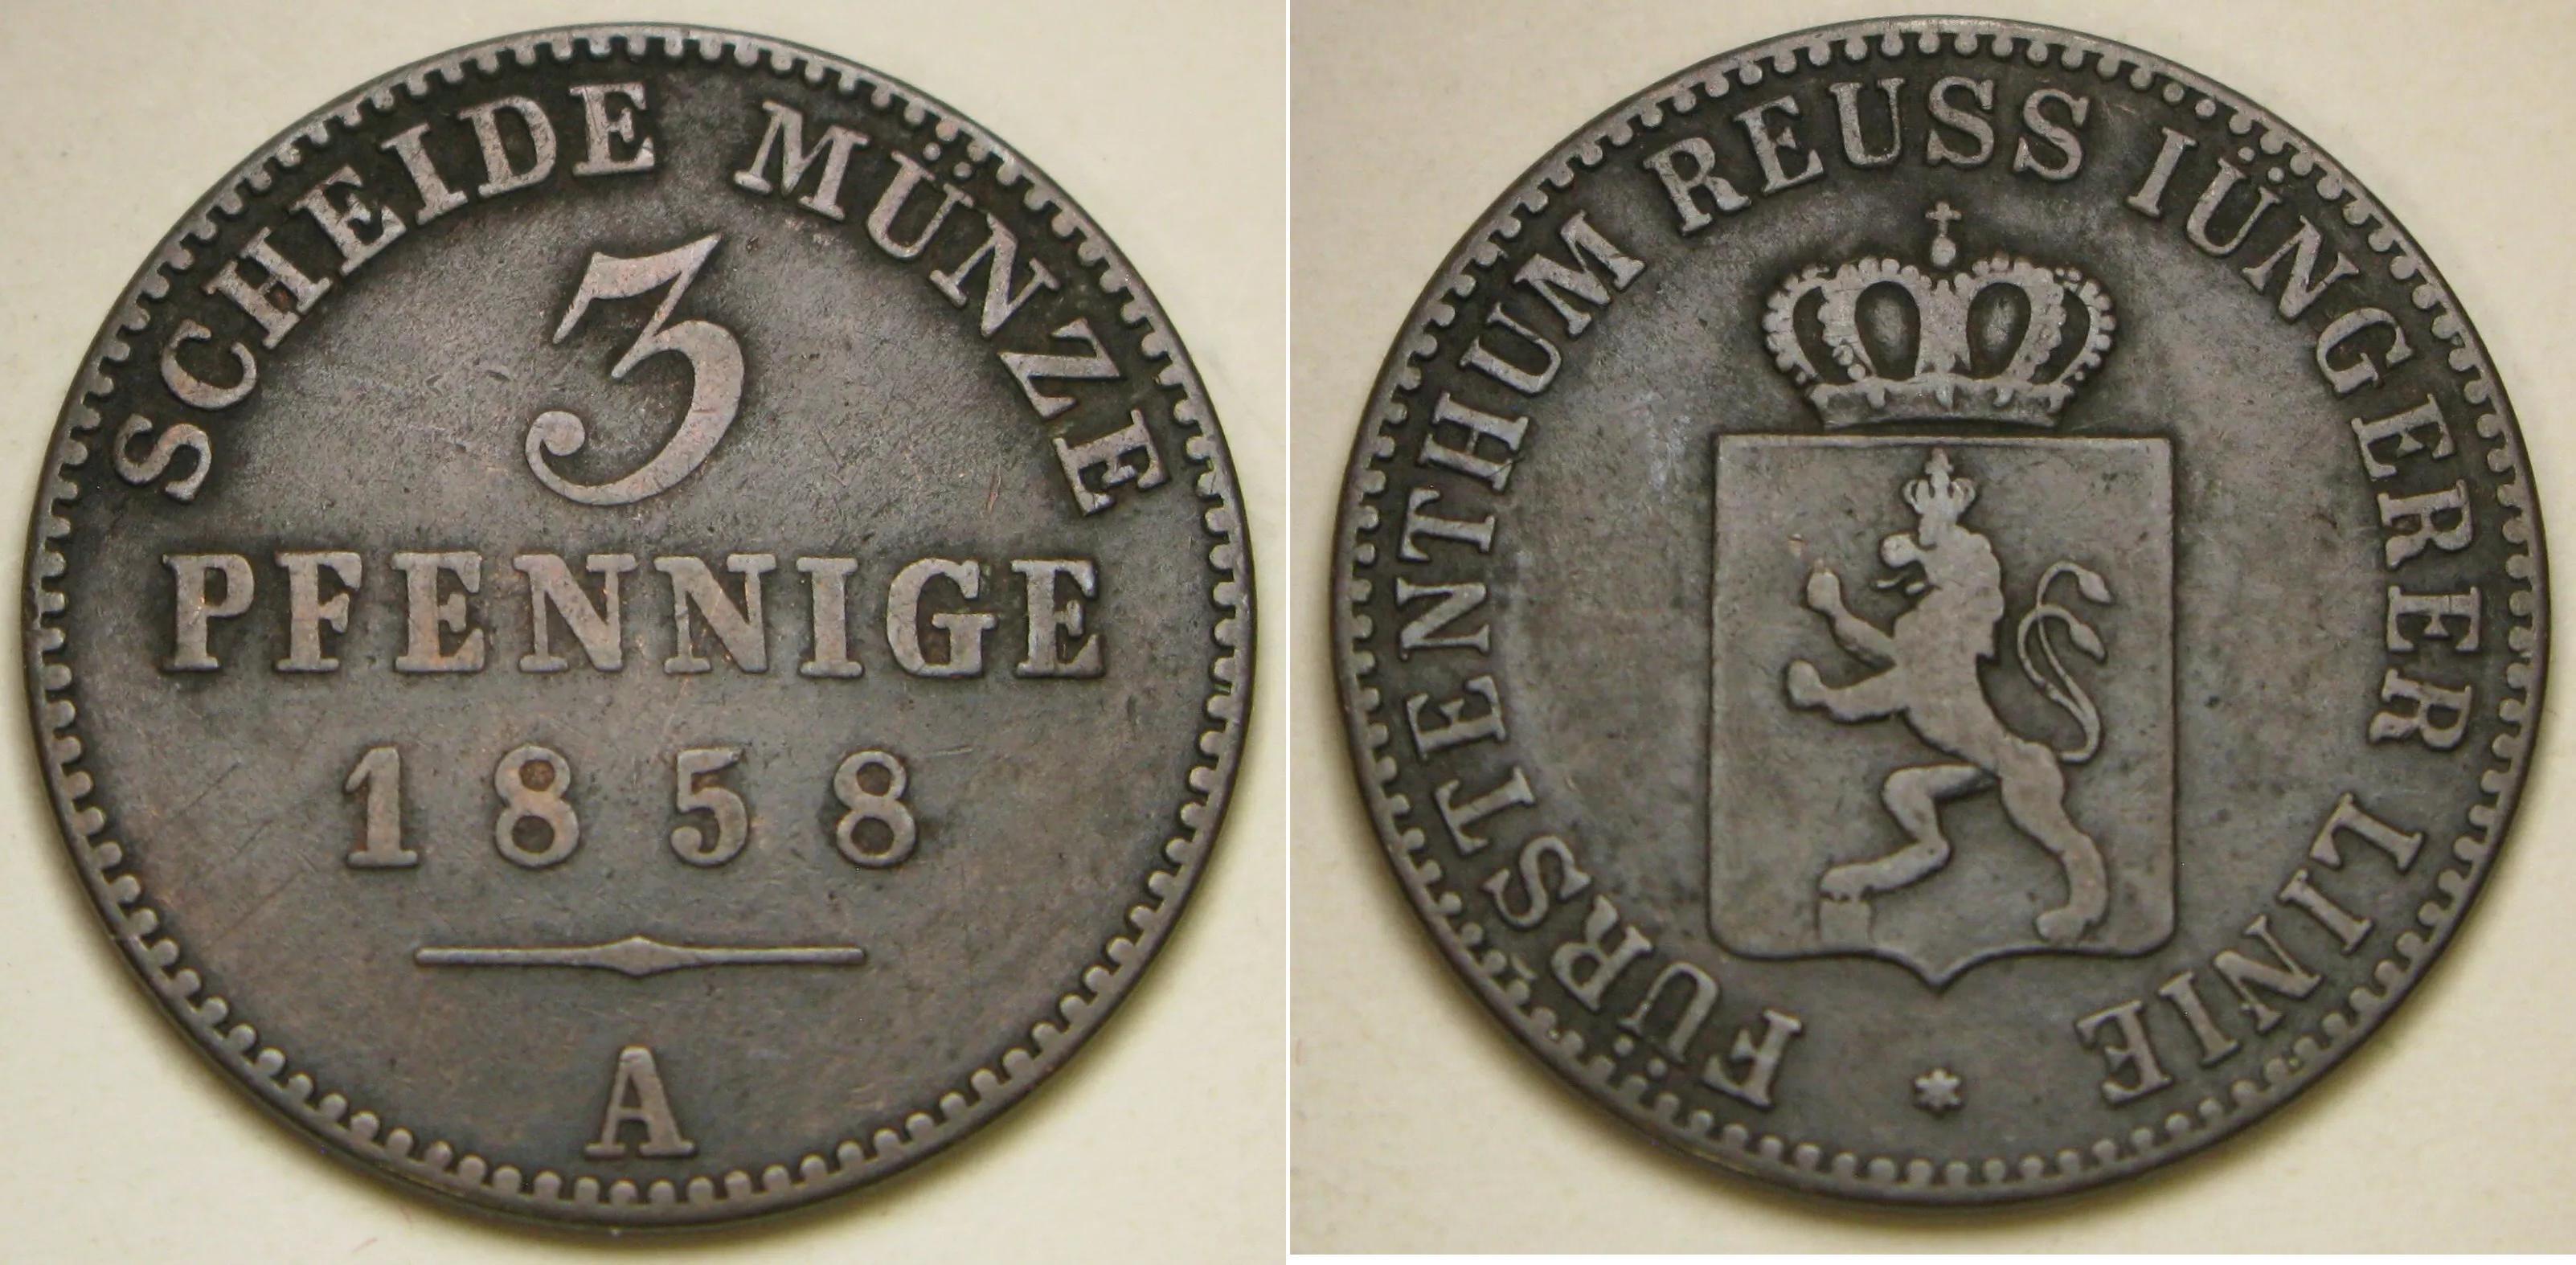 SCHEIDE MÜNZE
3
PFENNIGE
1858
A
FÜRSTENTHUM REUSS IÜNGERER LINIE